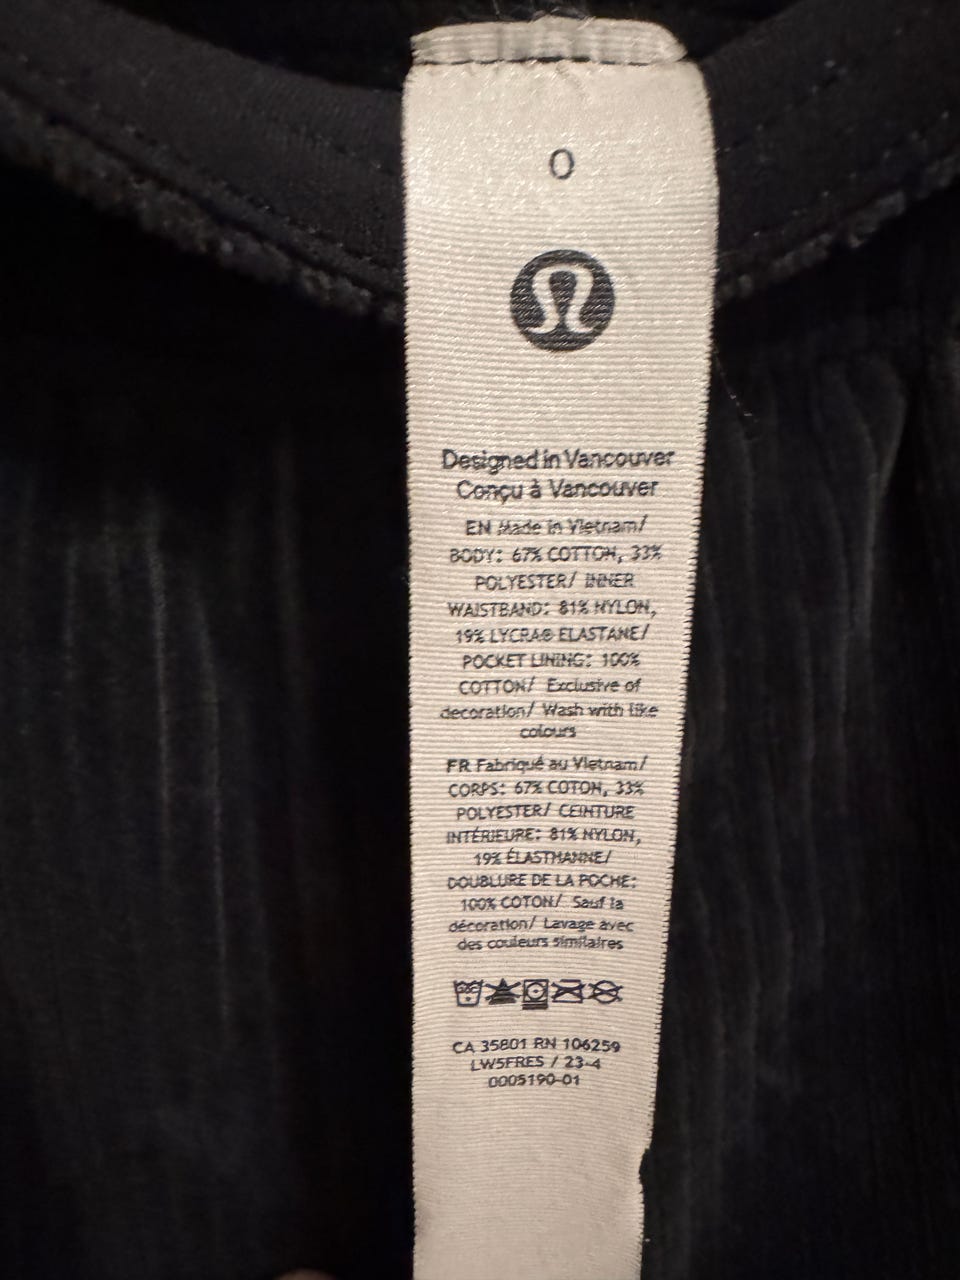 0
Designed in Vancouver
Conçu à Vancouver
EN Made in Vietnam/
BODY: 67% COTTON, 33%
POLYESTER/ INNER
WAISTBAND: 81% NYLON,
19% LYCRA® ELASTANE/
POCKET LINING: 100%
COTTON/ Exclusive of
decoration/ Wash with like
colours
FR Fabriqué au Vietnam/
CORPS: 67% COTON, 33%
POLYESTER/ CEINTURE
INTÉRIEURE: 81% NYLON,
19% ÉLASTHANNE/
DOUBLURE DE LA POCHE:
100% COTON/ Sauf la
décoration/ Lavage avec
des couleurs similaires
CA 35801 RN 106259
LW5FRES / 23-4
0005190-01